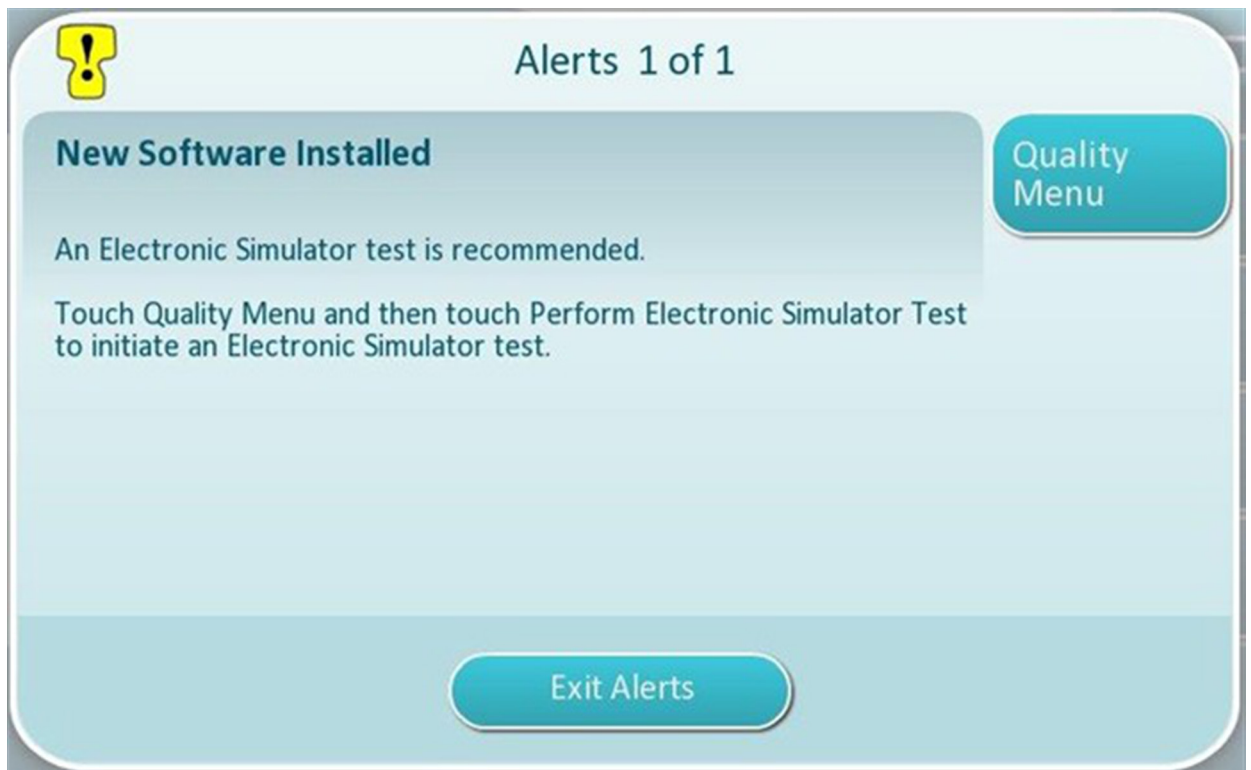 Alerts 1 of 1
New Software Installed
Quality
Menu
An Electronic Simulator test is recommended.
Touch Quality Menu and then touch Perform Electronic Simulator Test
to initiate an Electronic Simulator test.
Exit Alerts